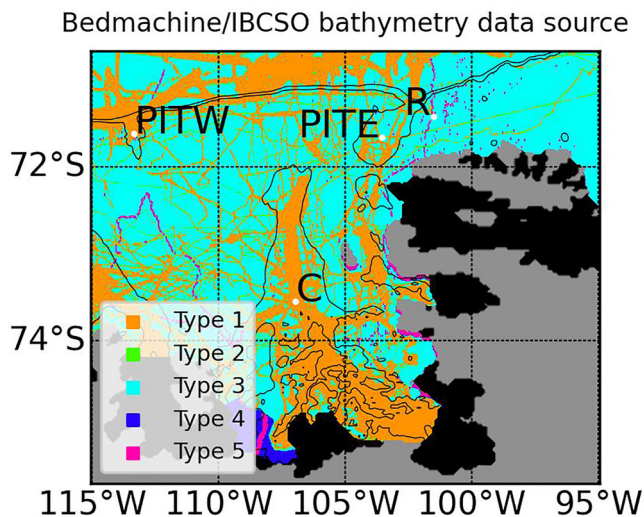 Bedmachine/IBCSO bathymetry data source
R
PITW
PITE
72°S
C
Type 1
Type 2
74°S
Type 3
Type 4
Type 5
115°W 110°W 105°W 100°W 95°W